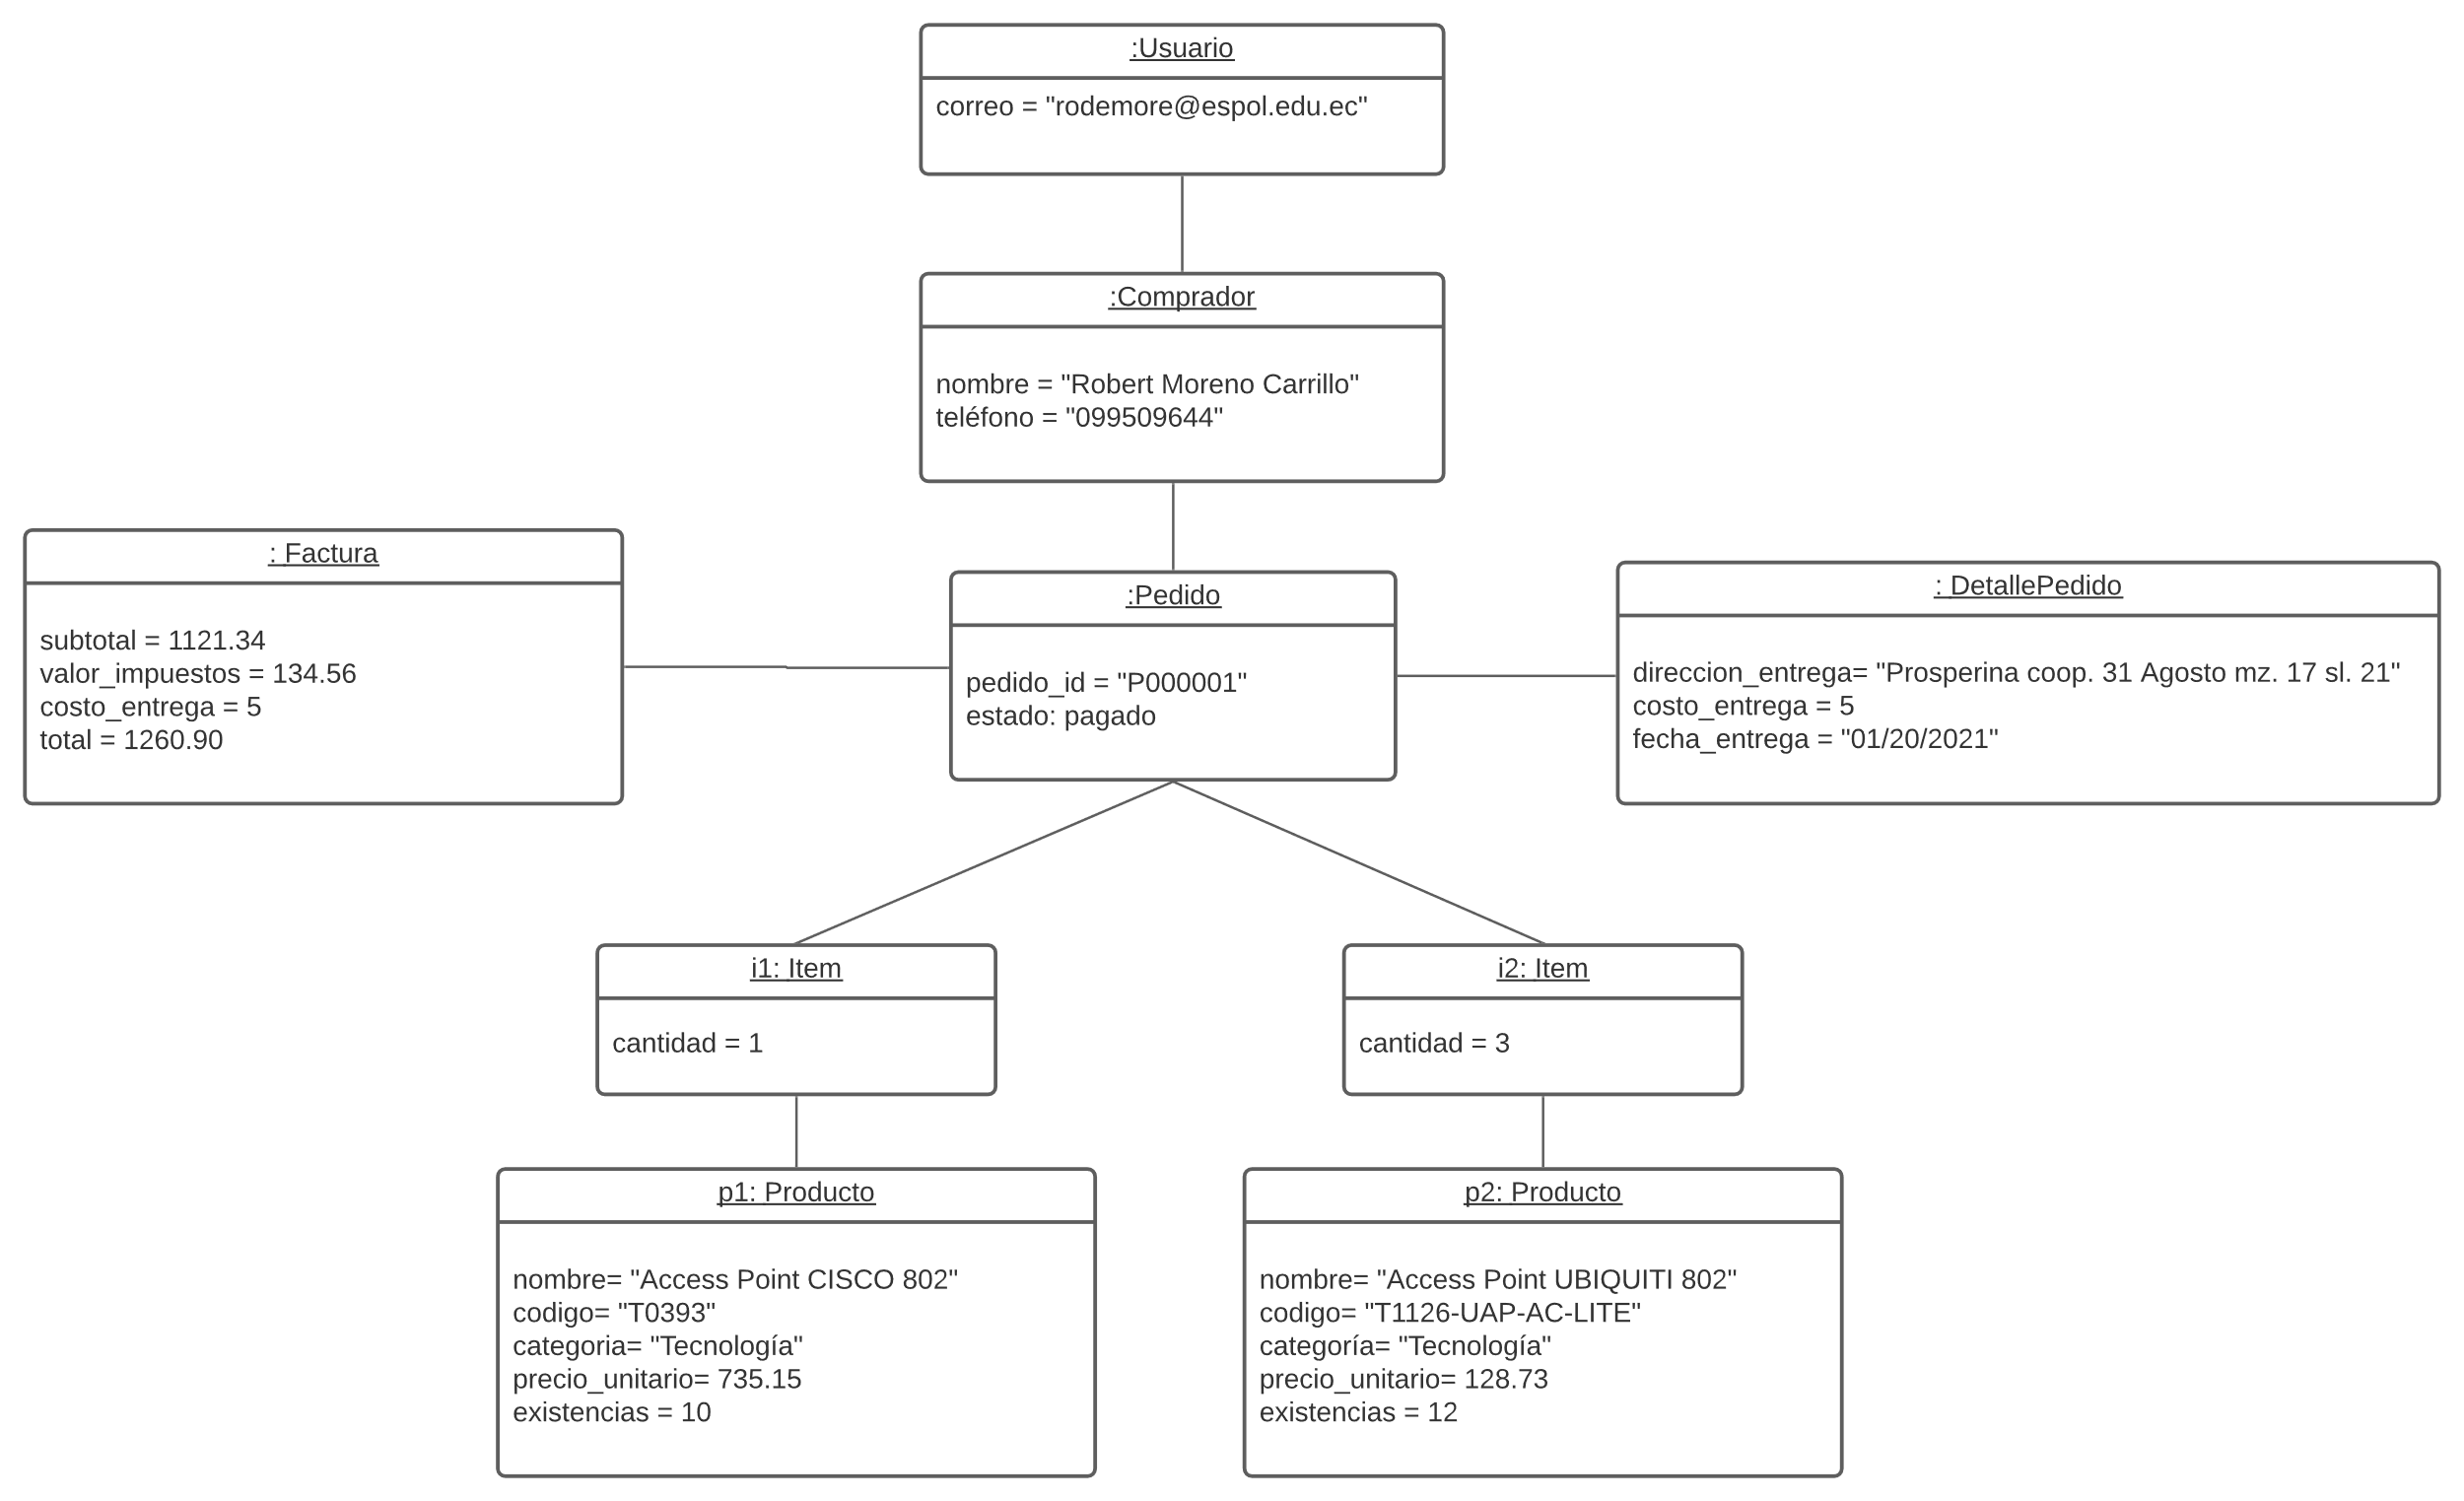 :Usuario
correo = "rodemore@espol.edu.ec"
:Comprador
nombre = "Robert Moreno Carrillo"
teléfono = "099509644"
: Factura
subtotal = 1121.34
valor_impuestos = 134.56
costo_entrega = 5
total = 1260.90
:Pedido
pedido_id = "P000001"
estado: pagado
: DetallePedido
direccion_entrega= "Prosperina coop. 31 Agosto mz. 17 sl. 21"
costo_entrega = 5
fecha_entrega = "01/20/2021"
i1: Item
cantidad = 1
i2: Item
cantidad = 3
p1: Producto
nombre= "Access Point CISCO 802"
codigo= "T0393"
categoria= "Tecnología"
precio_unitario= 735.15
existencias = 10
p2: Producto
nombre= "Access Point UBIQUITI 802"
codigo= "T1126-UAP-AC-LITE"
categoría= "Tecnología"
precio_unitario= 128.73
existencias = 12